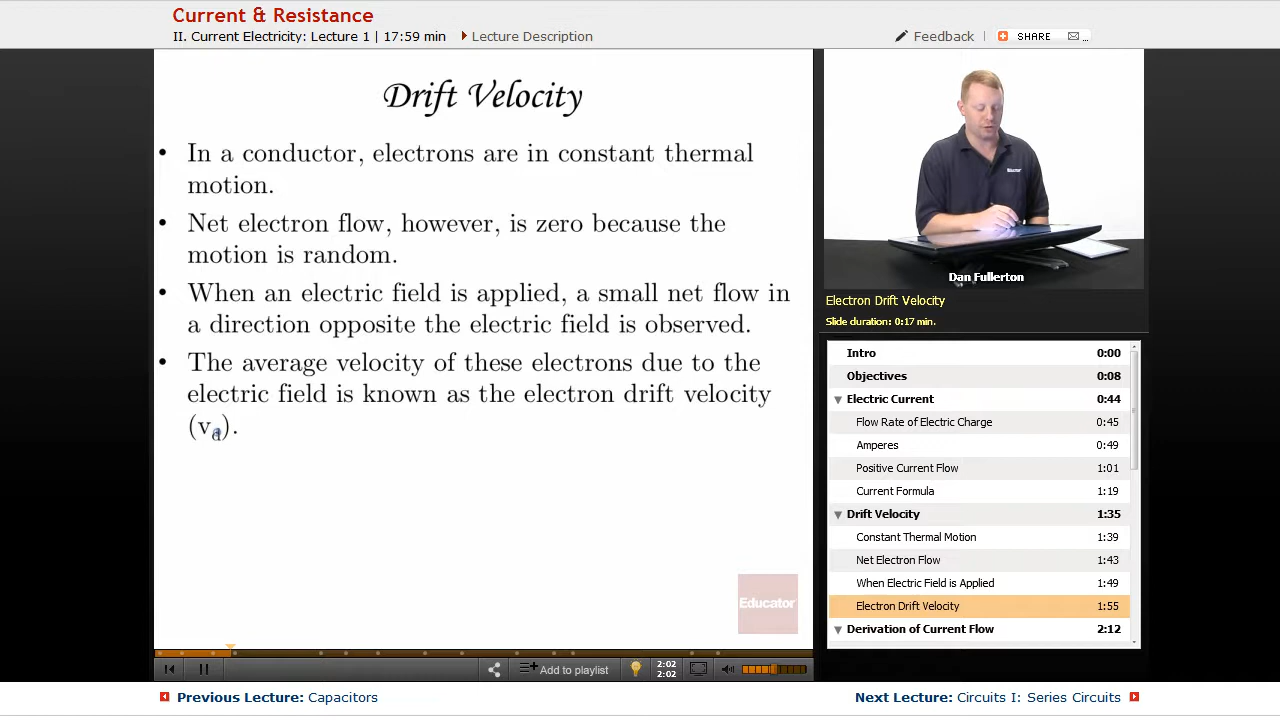 Current & Resistance
II. Current Electricity: Lecture 1 | 17:59 min
Lecture Description
Feedback
SHARE
Drift Velocity
• In a conductor, electrons are in constant thermal
motion.
• Net electron flow, however, is zero because the
motion is random.
• When an electric field is applied, a small net flow in
a direction opposite the electric field is observed.
• The average velocity of these electrons due to the
electric field is known as the electron drift velocity
(vd).
Educator
Dan Fullerton
Electron Drift Velocity
Slide duration: 0:17 min.
Intro 0:00
Objectives 0:08
Electric Current 0:44
Flow Rate of Electric Charge 0:45
Amperes 0:49
Positive Current Flow 1:01
Current Formula 1:19
Drift Velocity 1:35
Constant Thermal Motion 1:39
Net Electron Flow 1:43
When Electric Field is Applied 1:49
Electron Drift Velocity 1:55
Derivation of Current Flow 2:12
Add to playlist
2:02
2:02
Previous Lecture: Capacitors
Next Lecture: Circuits I: Series Circuits